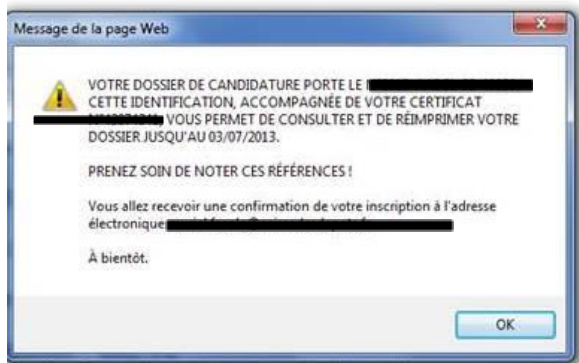 Message de la page Web
VOTRE DOSSIER DE CANDIDATURE PORTE LE
CETTE IDENTIFICATION, ACCOMPAGNÉE DE VOTRE CERTIFICAT
VOUS PERMET DE CONSULTER ET DE RÉIMPRIMER VOTRE
DOSSIER JUSQU'AU 03/07/2013.
PRENEZ SOIN DE NOTER CES RÉFÉRENCES !
Vous allez recevoir une confirmation de votre inscription à l'adresse
électronique
À bientôt.
OK